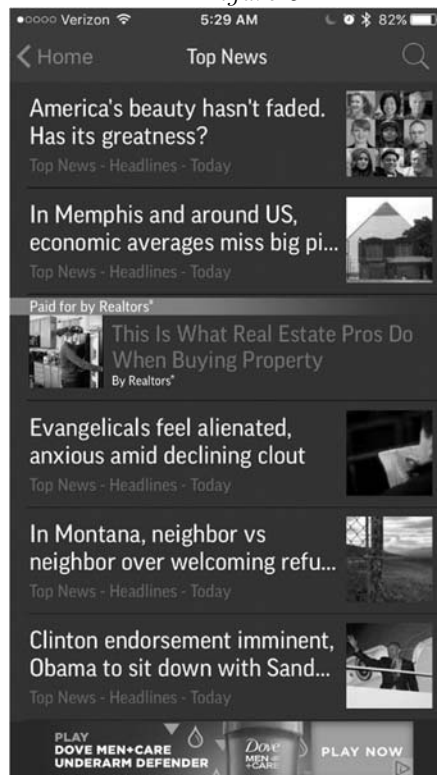 ●○○○○ Verizon 5:29 AM 82%
Home Top News
America's beauty hasn't faded.
Has its greatness?
Top News - Headlines - Today
In Memphis and around US,
economic averages miss big pi...
Top News - Headlines - Today
Paid for by Realtors®
This Is What Real Estate Pros Do
When Buying Property
By Realtors®
Evangelicals feel alienated,
anxious amid declining clout
Top News - Headlines - Today
In Montana, neighbor vs
neighbor over welcoming refu...
Top News - Headlines - Today
Clinton endorsement imminent,
Obama to sit down with Sand...
Top News - Headlines - Today
PLAY
DOVE MEN+CARE
UNDERARM DEFENDER
Dove
MEN
+CARE
PLAY NOW